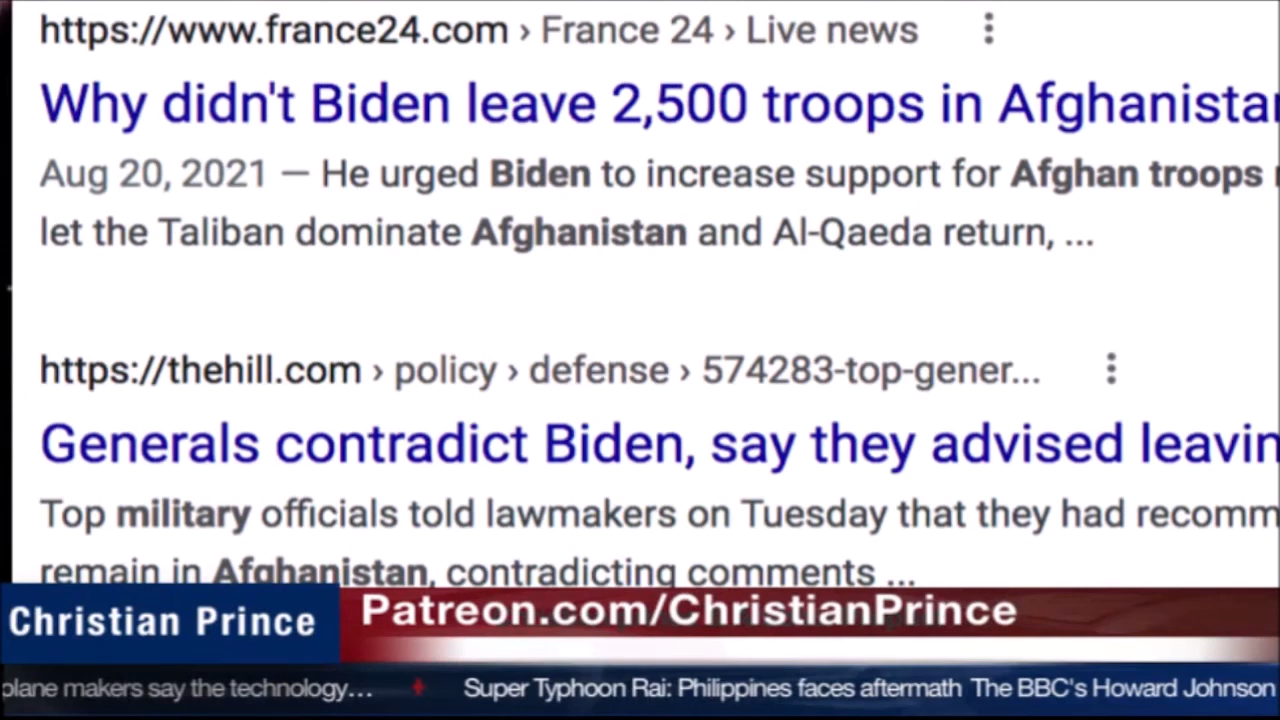 https://www.france24.com › France 24 › Live news
Why didn't Biden leave 2,500 troops in Afghanista
Aug 20, 2021 — He urged Biden to increase support for Afghan troops
let the Taliban dominate Afghanistan and Al-Qaeda return, ...
https://thehill.com › policy › defense › 574283-top-gener...
Generals contradict Biden, say they advised leavin
Top military officials told lawmakers on Tuesday that they had recomm
remain in Afghanistan, contradicting comments ...
Christian Prince
Patreon.com/ChristianPrince
plane makers say the technology... Super Typhoon Rai: Philippines faces aftermath The BBC's Howard Johnson